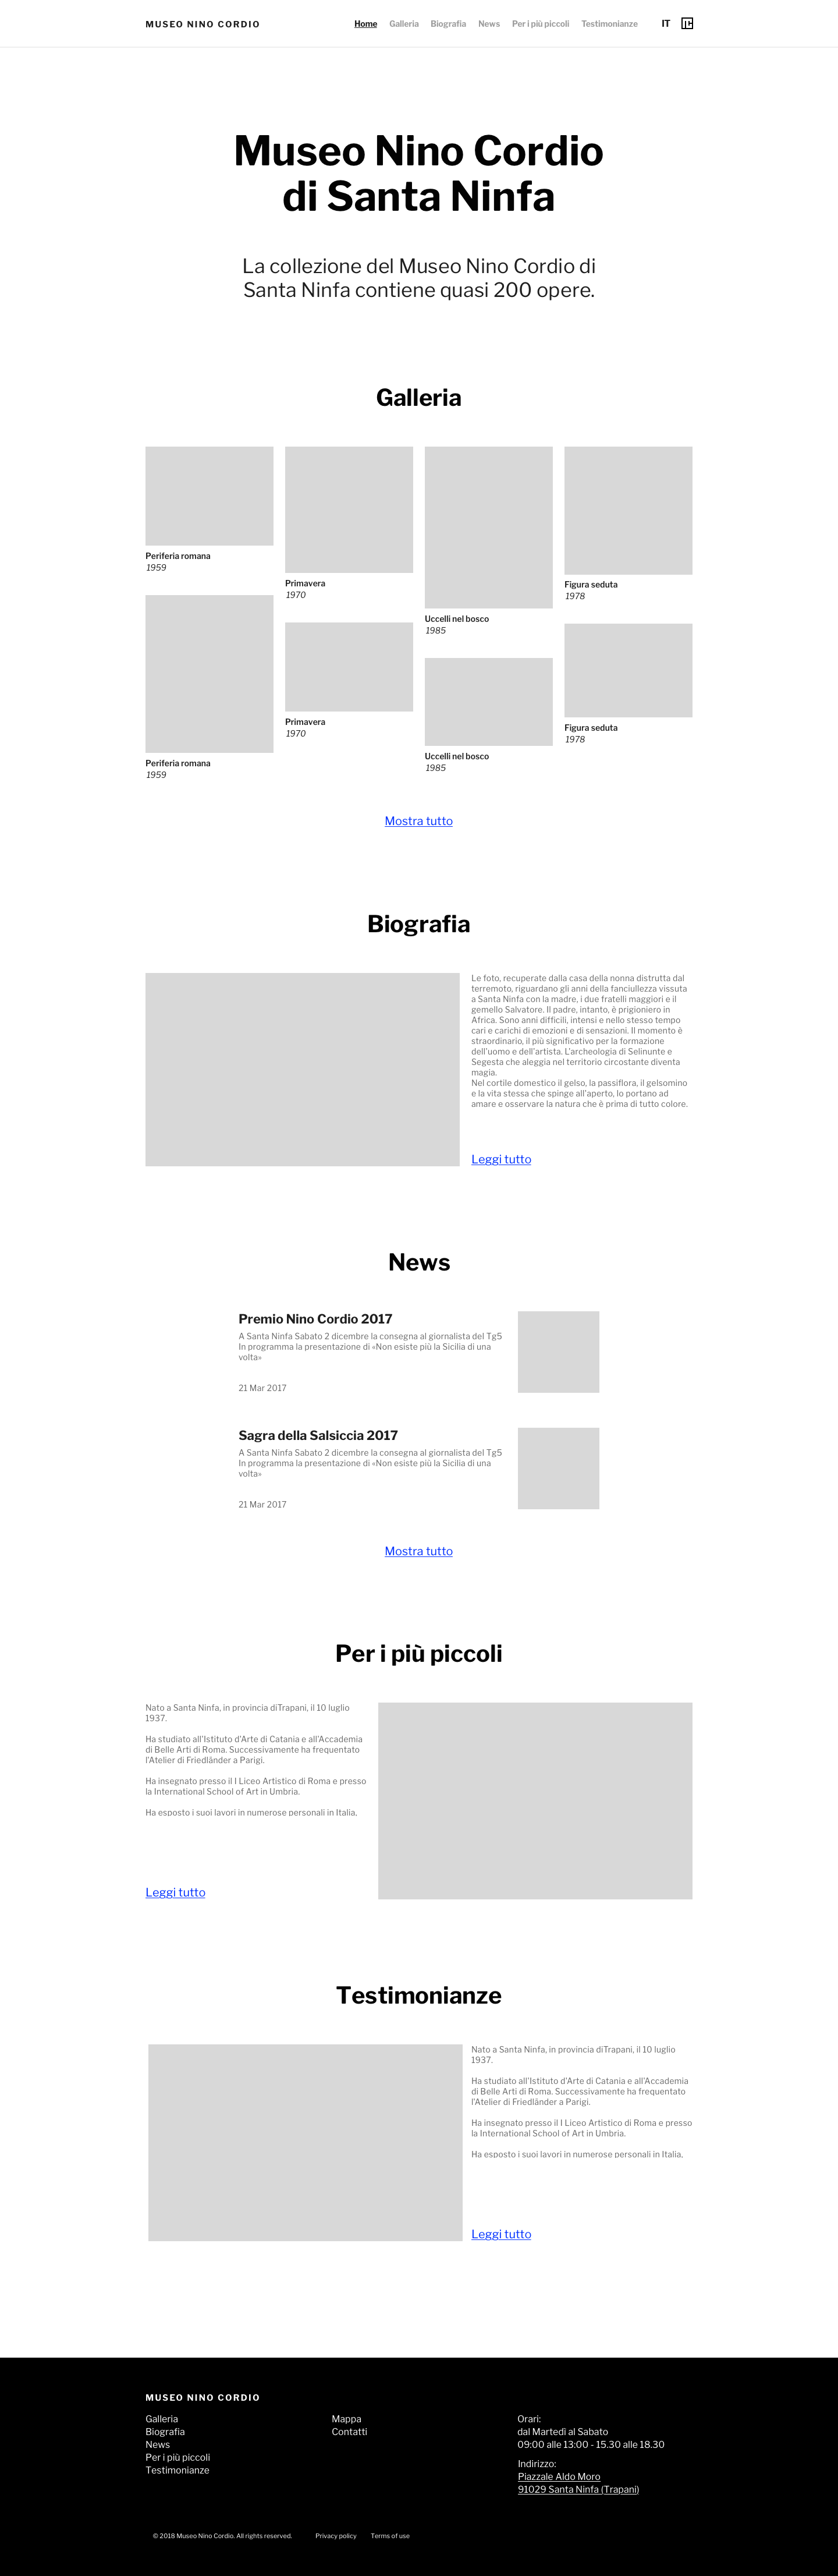 MUSEO NINO CORDIO
Home Galleria Biografia News Per i più piccoli Testimonianze IT
Museo Nino Cordio
di Santa Ninfa
La collezione del Museo Nino Cordio di
Santa Ninfa contiene quasi 200 opere.
Galleria
Periferia romana
1959
Periferia romana
1959
Primavera
1970
Primavera
1970
Uccelli nel bosco
1985
Uccelli nel bosco
1985
Figura seduta
1978
Figura seduta
1978
Mostra tutto
Biografia
Le foto, recuperate dalla casa della nonna distrutta dal
terremoto, riguardano gli anni della fanciullezza vissuta
a Santa Ninfa con la madre, i due fratelli maggiori e il
gemello Salvatore. Il padre, intanto, è prigioniero in
Africa. Sono anni difficili, intensi e nello stesso tempo
cari e carichi di emozioni e di sensazioni. Il momento è
straordinario, il più significativo per la formazione
dell'uomo e dell'artista. L'archeologia di Selinunte e
Segesta che aleggia nel territorio circostante diventa
magia.
Nel cortile domestico il gelso, la passiflora, il gelsomino
e la vita stessa che spinge all'aperto, lo portano ad
amare e osservare la natura che è prima di tutto colore.
Leggi tutto
News
Premio Nino Cordio 2017
A Santa Ninfa Sabato 2 dicembre la consegna al giornalista del Tg5
In programma la presentazione di «Non esiste più la Sicilia di una
volta»
21 Mar 2017
Sagra della Salsiccia 2017
A Santa Ninfa Sabato 2 dicembre la consegna al giornalista del Tg5
In programma la presentazione di «Non esiste più la Sicilia di una
volta»
21 Mar 2017
Mostra tutto
Per i più piccoli
Nato a Santa Ninfa, in provincia diTrapani, il 10 luglio
1937.
Ha studiato all'Istituto d'Arte di Catania e all'Accademia
di Belle Arti di Roma. Successivamente ha frequentato
l'Atelier di Friedländer a Parigi.
Ha insegnato presso il I Liceo Artistico di Roma e presso
la International School of Art in Umbria.
Ha esposto i suoi lavori in numerose personali in Italia.
Leggi tutto
Testimonianze
Nato a Santa Ninfa, in provincia diTrapani, il 10 luglio
1937.
Ha studiato all'Istituto d'Arte di Catania e all'Accademia
di Belle Arti di Roma. Successivamente ha frequentato
l'Atelier di Friedländer a Parigi.
Ha insegnato presso il I Liceo Artistico di Roma e presso
la International School of Art in Umbria.
Ha esposto i suoi lavori in numerose personali in Italia.
Leggi tutto
MUSEO NINO CORDIO
Galleria
Biografia
News
Per i più piccoli
Testimonianze
Mappa
Contatti
Orari:
dal Martedì al Sabato
09:00 alle 13:00 - 15.30 alle 18.30
Indirizzo:
Piazzale Aldo Moro
91029 Santa Ninfa (Trapani)
© 2018 Museo Nino Cordio. All rights reserved. Privacy policy Terms of use